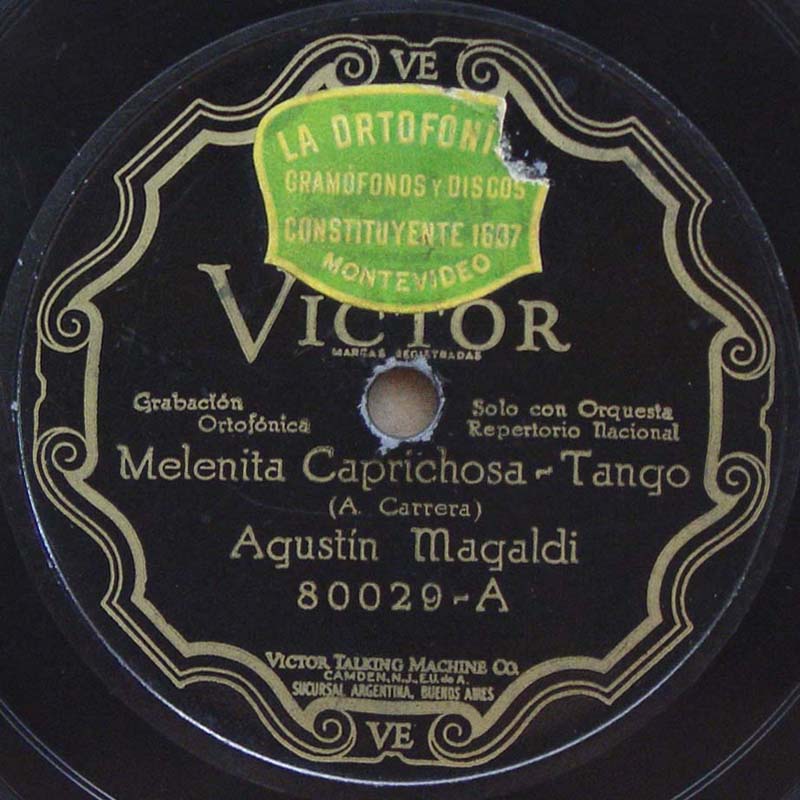 VE
LA ORTOFÓNI
GRAMÓFONOS Y DISCOS
CONSTITUYENTE 1607
MONTEVIDEO
VICTOR
MARCAS REGISTRADAS
Grabación
Ortofónica
Solo con Orquesta
Repertorio Nacional
Melenita Caprichosa - Tango
(A. Carrera)
Agustín Magaldi
80029-A
VICTOR TALKING MACHINE CO.
CAMDEN, N.J., E.U. de A.
SUCURSAL ARGENTINA, BUENOS AIRES
VE